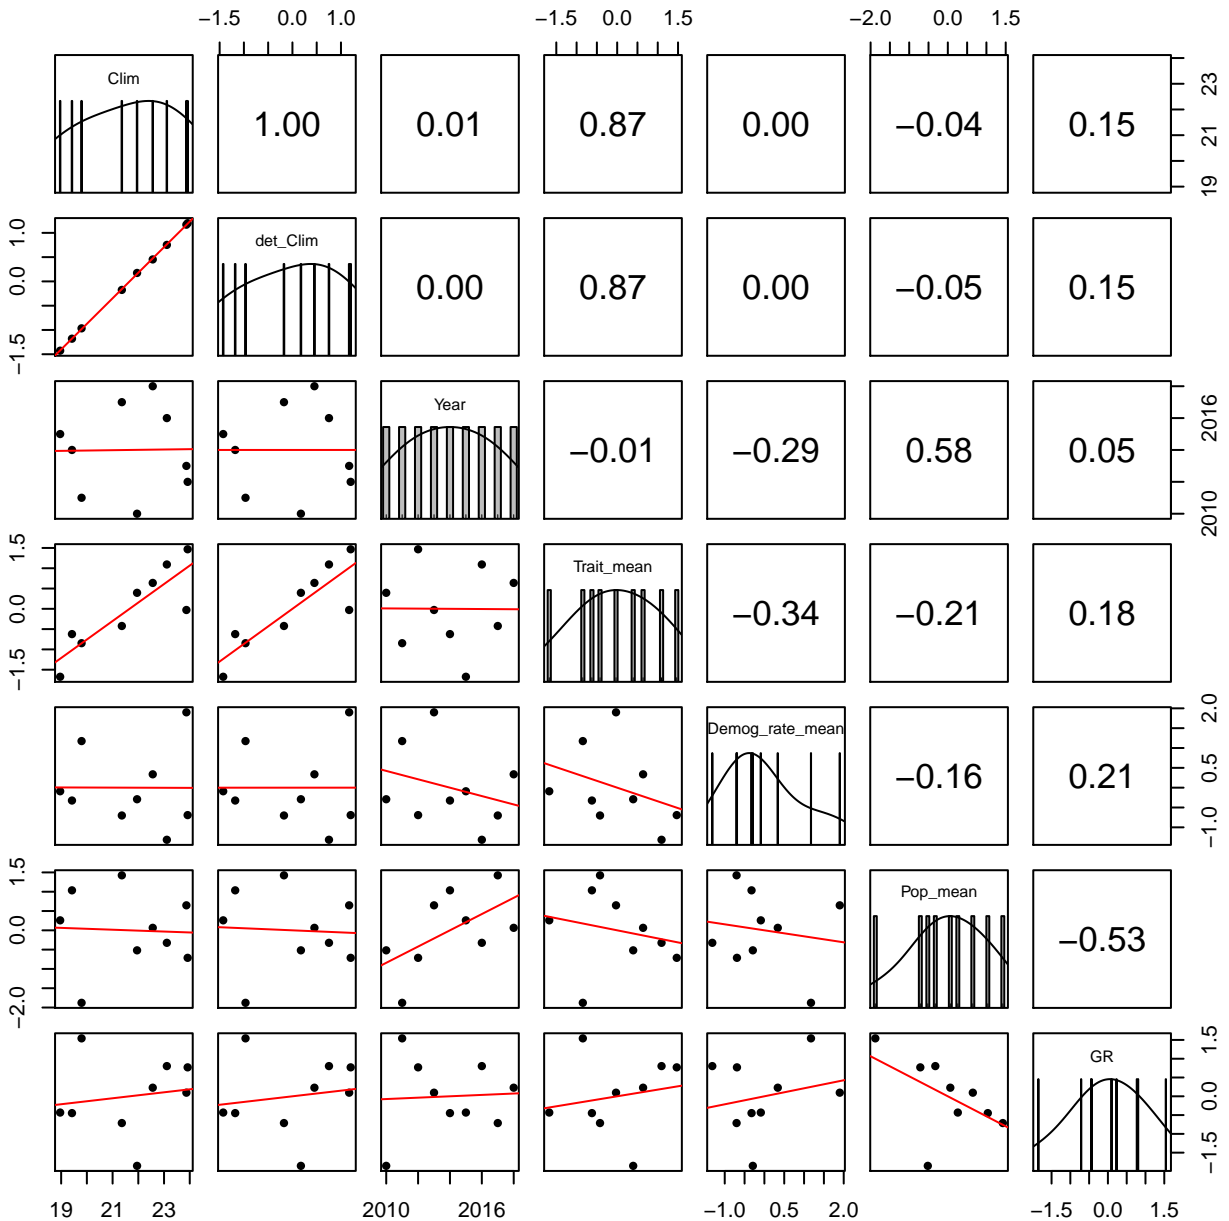 −1.5 0.0 1.0 −1.5 0.0 1.5 −2.0 0.0 1.5
Clim 1.00 0.01 0.87 0.00 −0.04 0.15 19 21 23
−1.5 0.0 1.0 det_Clim 0.00 0.87 0.00 −0.05 0.15
Year −0.01 −0.29 0.58 0.05 2010 2016
−1.5 0.0 1.5 Trait_mean −0.34 −0.21 0.18
Demog_rate_mean −0.16 0.21 −1.0 0.5 2.0
−2.0 0.0 1.5 Pop_mean −0.53
GR −1.5 0.0 1.5
19 21 23 2010 2016 −1.0 0.5 2.0 −1.5 0.0 1.5